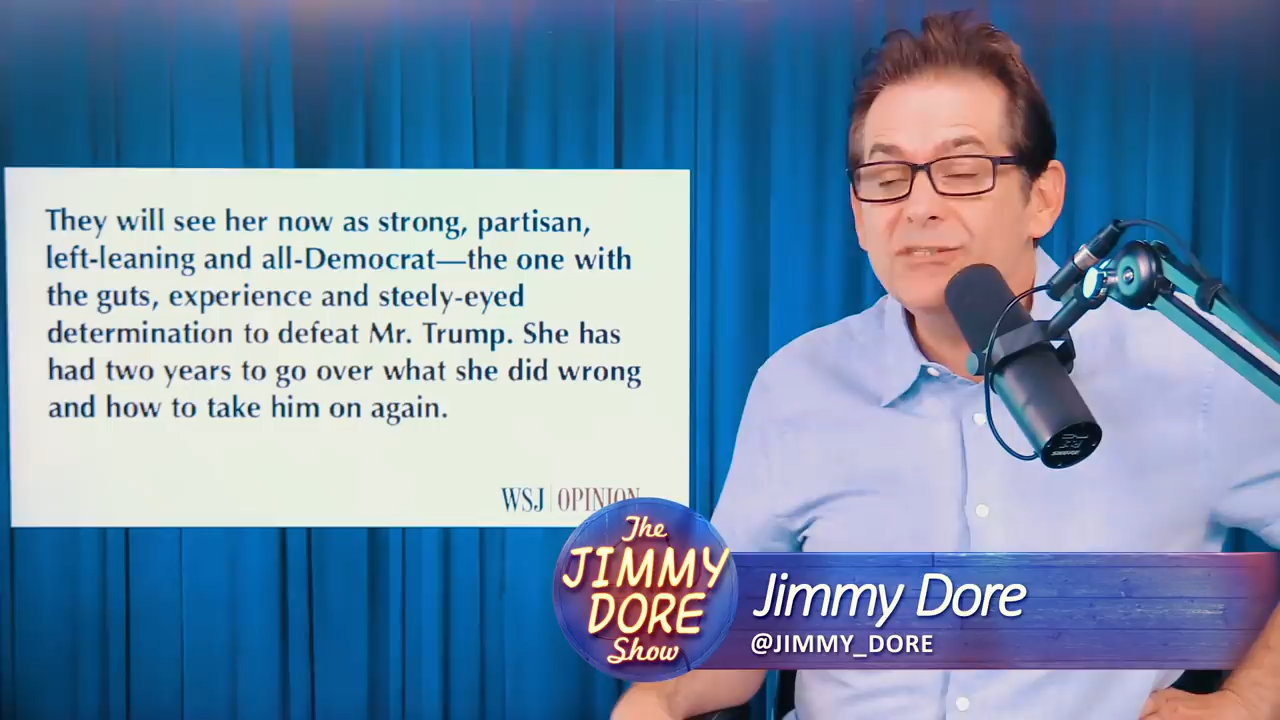 They will see her now as strong, partisan,
left-leaning and all-Democrat—the one with
the guts, experience and steely-eyed
determination to defeat Mr. Trump. She has
had two years to go over what she did wrong
and how to take him on again.
WSJ | OPINION
The
JIMMY
DORE
Show
Jimmy Dore
@JIMMY_DORE